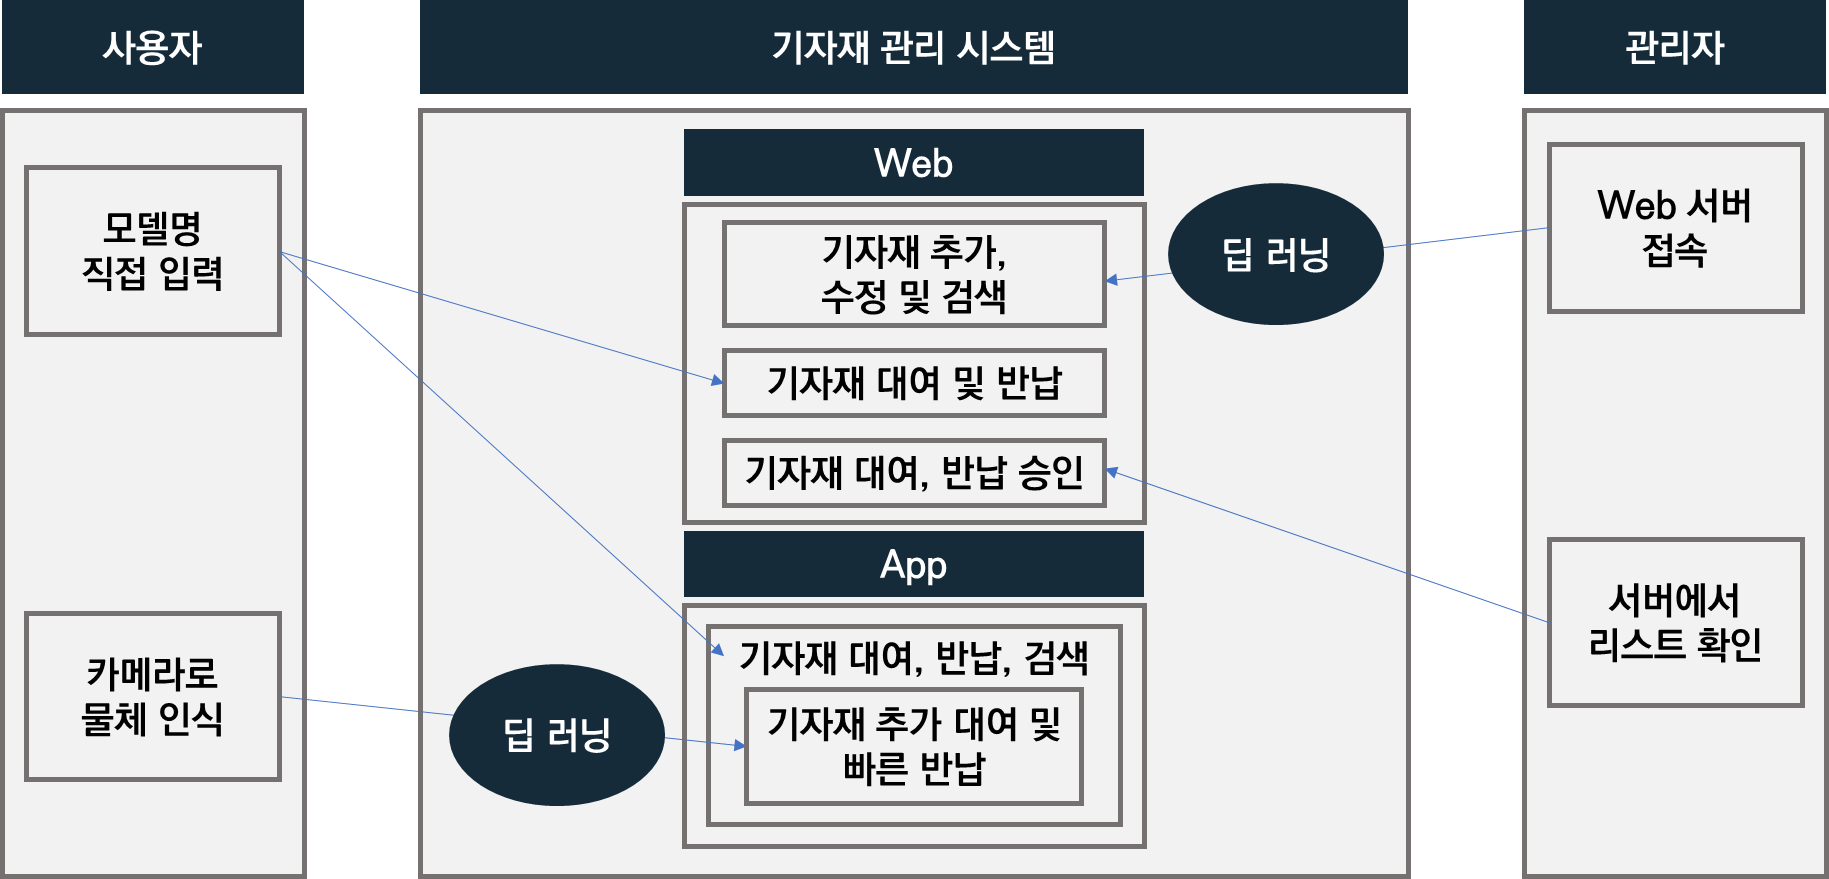 사용자
기자재 관리 시스템
관리자
모델명
직접 입력
카메라로
물체 인식
Web
기자재 추가,
수정 및 검색
기자재 대여 및 반납
기자재 대여, 반납 승인
딥 러닝
App
기자재 대여, 반납, 검색
기자재 추가 대여 및
빠른 반납
딥 러닝
Web 서버
접속
서버에서
리스트 확인